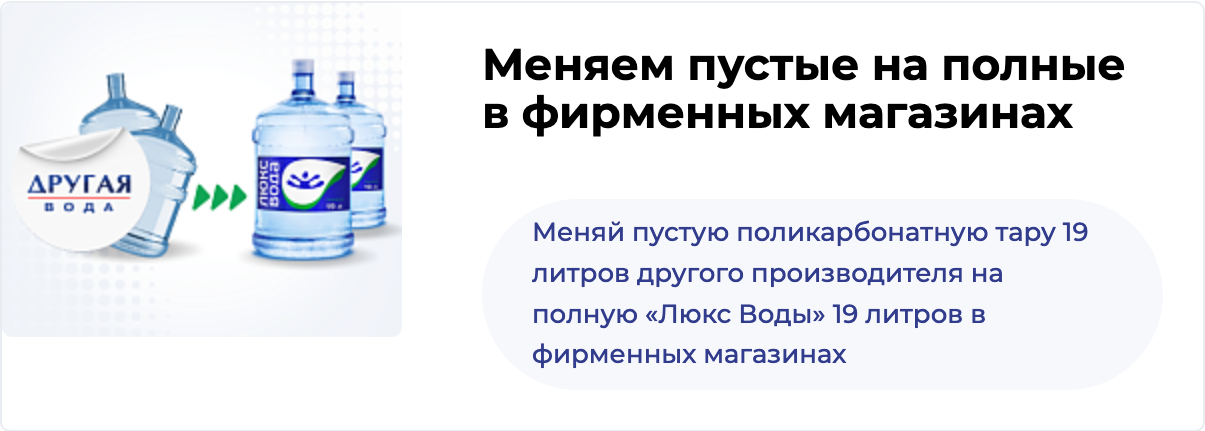 Меняем пустые на полные
в фирменных магазинах
ДРУГАЯ
ВОДА
ЛЮКС
ВОДА
Меняй пустую поликарбонатную тару 19
литров другого производителя на
полную «Люкс Воды» 19 литров в
фирменных магазинах